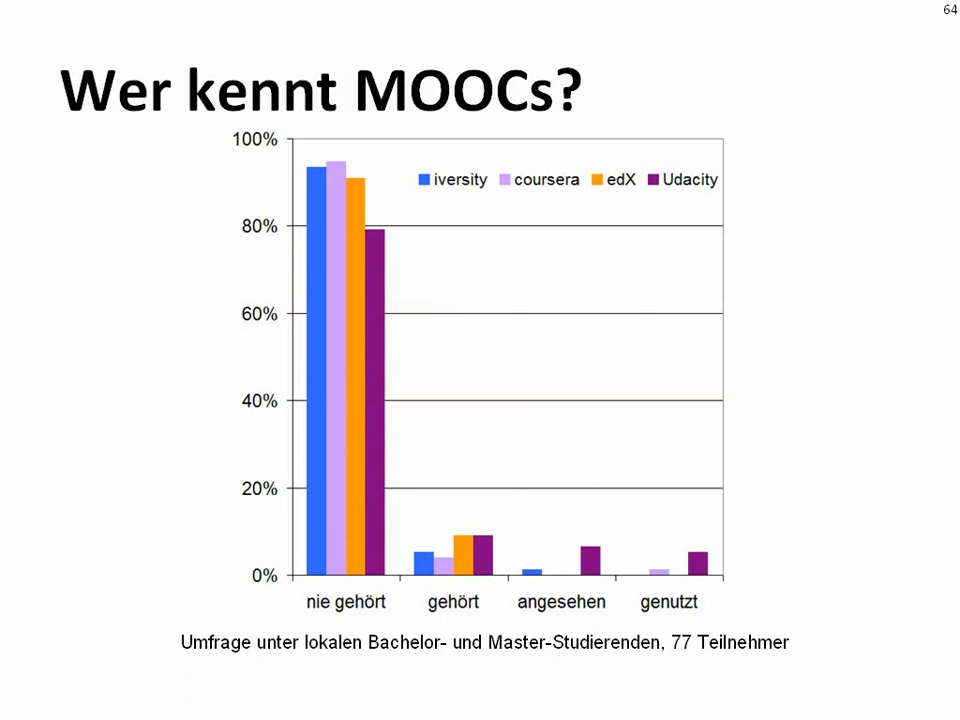 64
Wer kennt MOOCs?
100%
iversity coursera edX Udacity
80%
60%
40%
20%
0%
nie gehört gehört angesehen genutzt
Umfrage unter lokalen Bachelor- und Master-Studierenden, 77 Teilnehmer